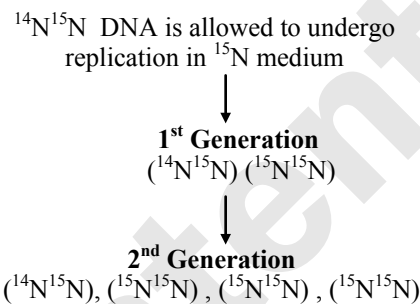 ¹⁴N¹⁵N DNA is allowed to undergo
replication in ¹⁵N medium
1ˢᵗ Generation
(¹⁴N¹⁵N) (¹⁵N¹⁵N)
2ⁿᵈ Generation
(¹⁴N¹⁵N), (¹⁵N¹⁵N) , (¹⁵N¹⁵N) , (¹⁵N¹⁵N)